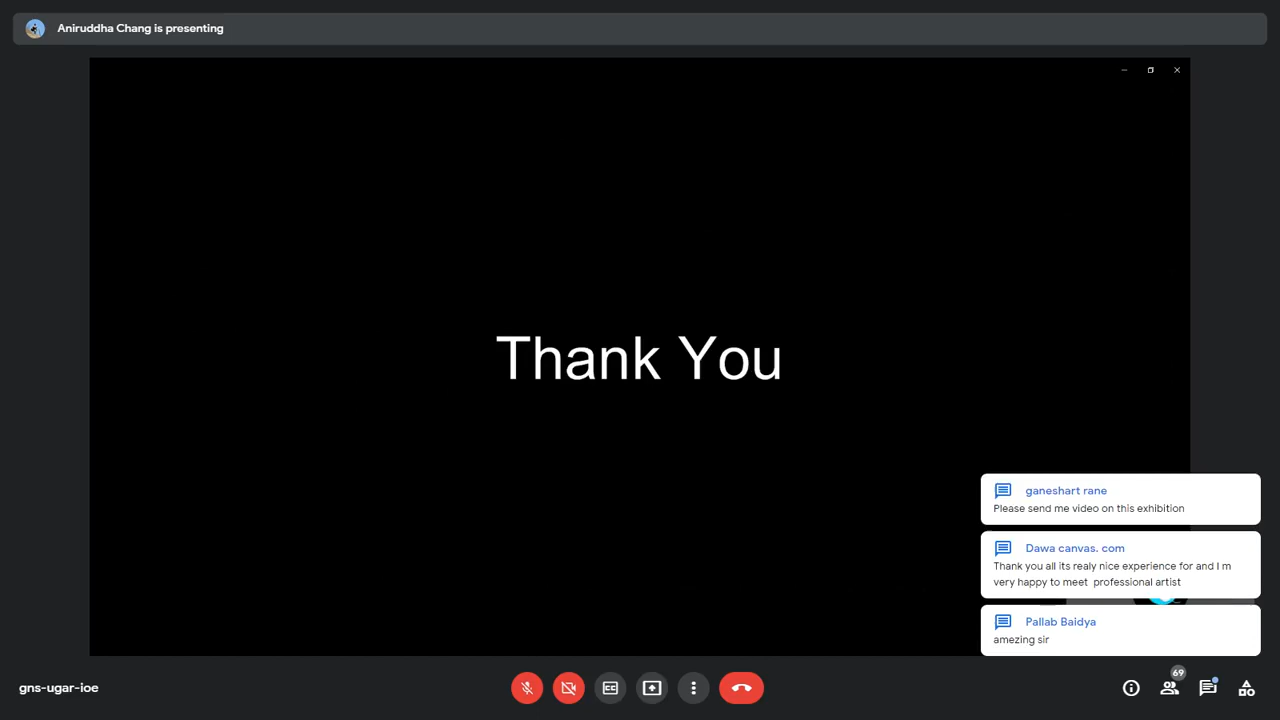 Aniruddha Chang is presenting
Thank You
ganeshart rane
Please send me video on this exhibition
Dawa canvas. com
Thank you all its realy nice experience for and I m
very happy to meet professional artist
Pallab Baidya
amezing sir
gns-ugar-ioe
CC
69